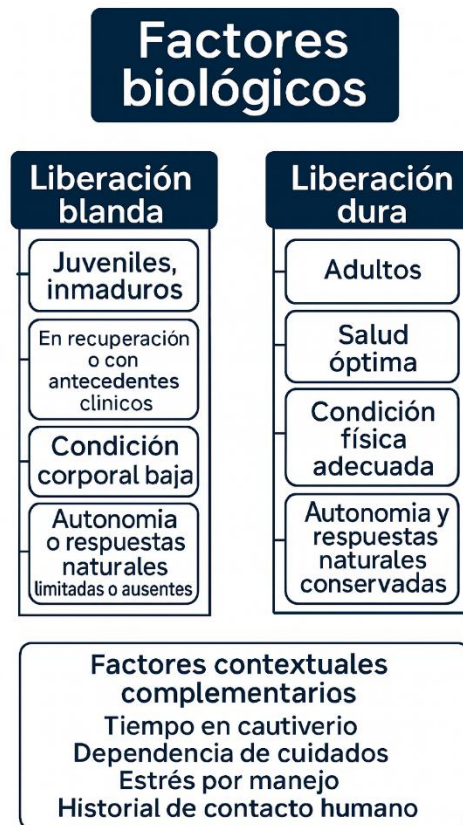 Factores
biológicos
Liberación
blanda
Juveniles,
inmaduros
En recuperación
o con
antecedentes
clinicos
Condición
corporal baja
Autonomia
o respuestas
naturales
limitadas o ausentes
Liberación
dura
Adultos
Salud
óptima
Condición
física
adecuada
Autonomia y
respuestas
naturales
conservadas
Factores contextuales
complementarios
Tiempo en cautiverio
Dependencia de cuidados
Estrés por manejo
Historial de contacto humano